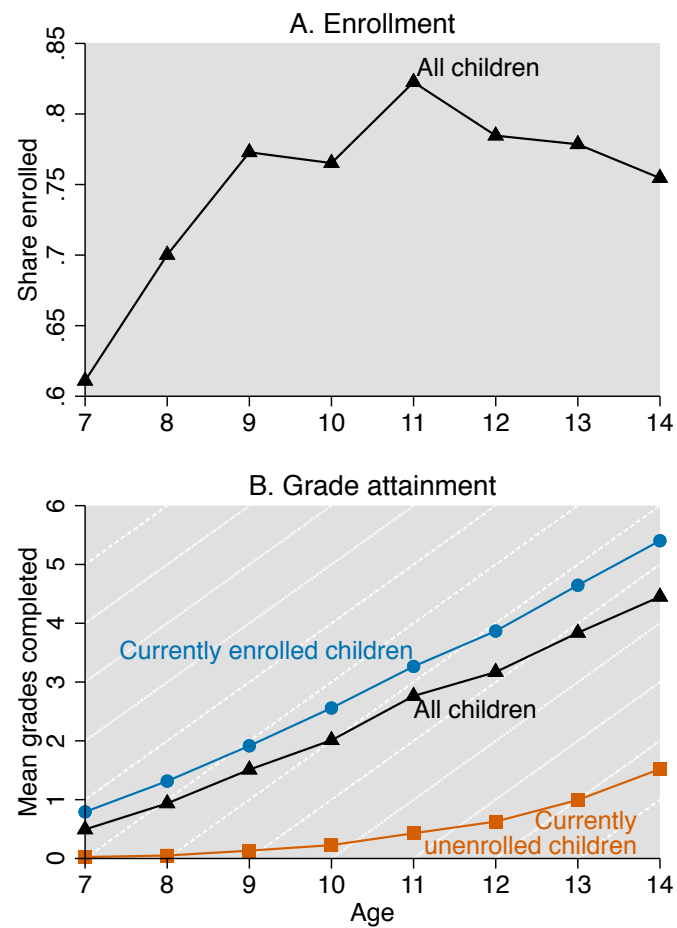 A. Enrollment
.85
.8
.75
.7
.65
.6
Share enrolled
All children
7 8 9 10 11 12 13 14
B. Grade attainment
6
5
4
3
2
1
0
Mean grades completed
Currently enrolled children
All children
Currently
unenrolled children
7 8 9 10 11 12 13 14
Age